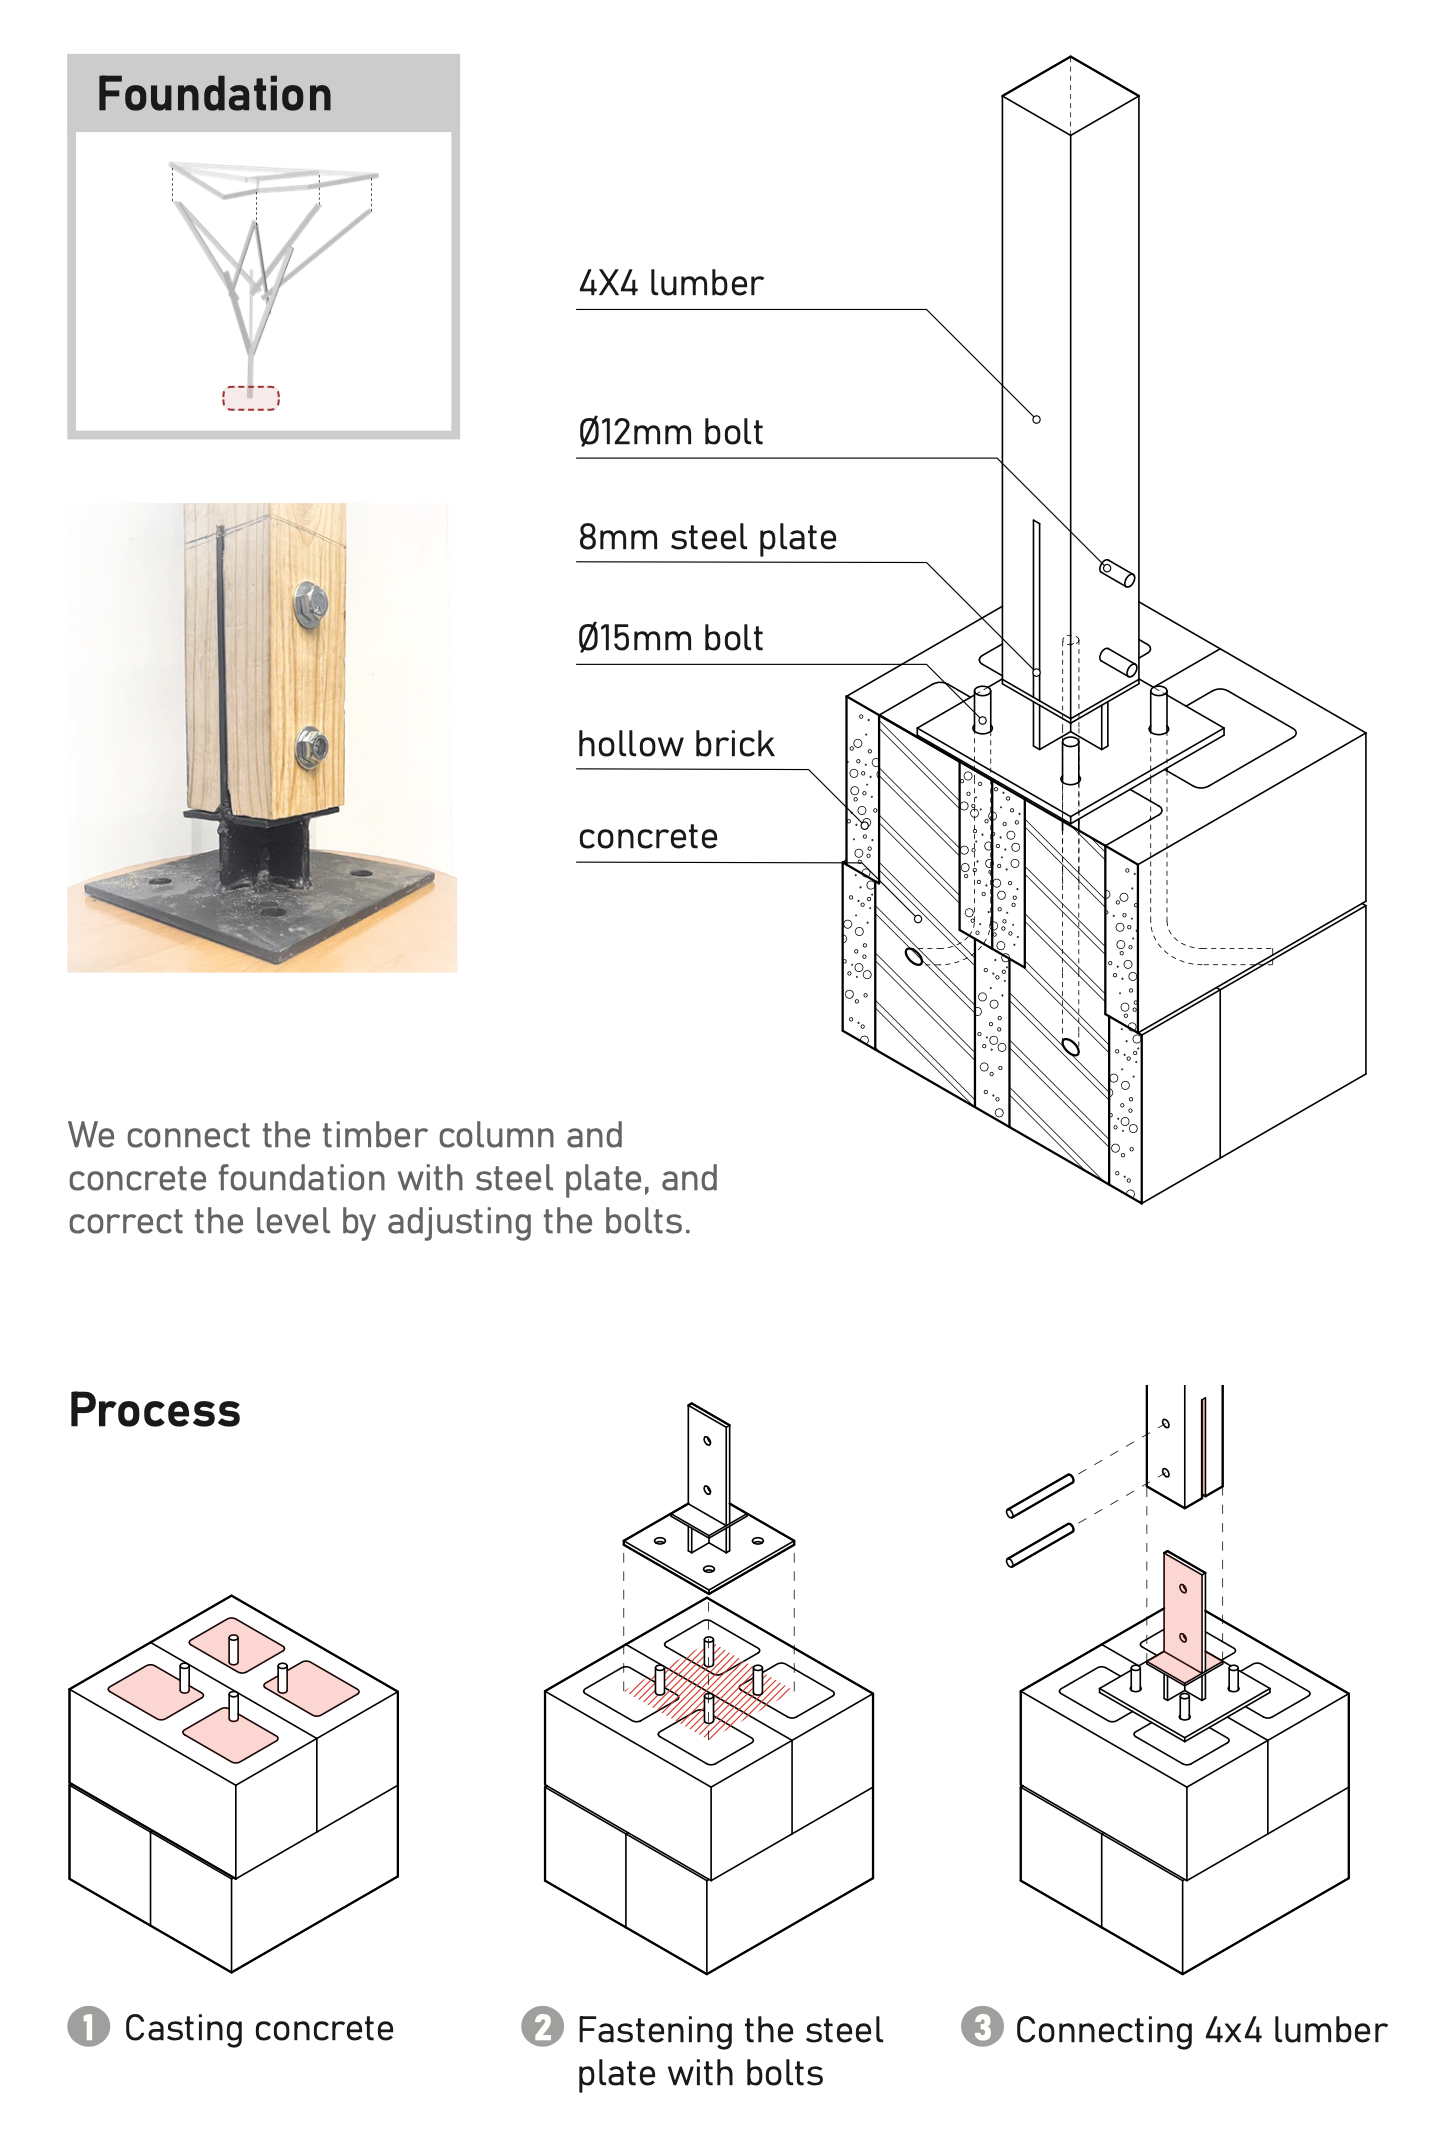 Foundation
4X4 lumber
Ø12mm bolt
8mm steel plate
Ø15mm bolt
hollow brick
concrete
We connect the timber column and
concrete foundation with steel plate, and
correct the level by adjusting the bolts.
Process
1 Casting concrete
2 Fastening the steel
plate with bolts
3 Connecting 4x4 lumber